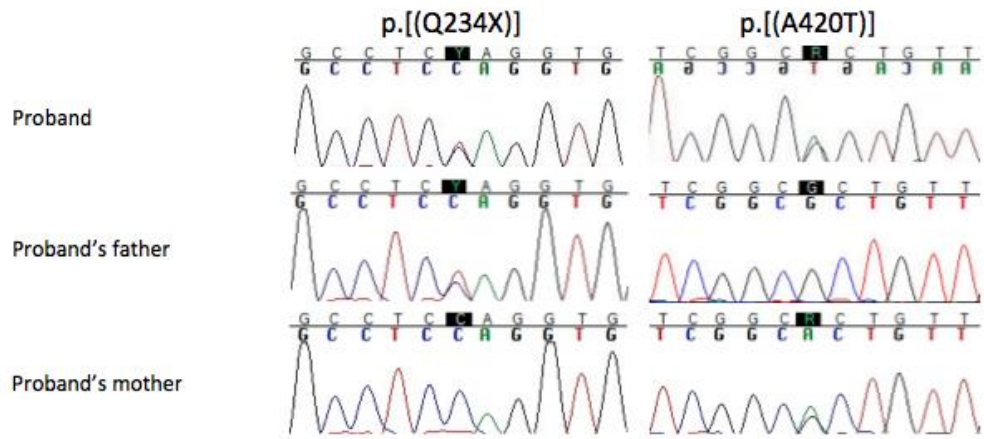 p.[(Q234X)] p.[(A420T)]
G C C T C Y A G G T G T C G G C R C T G T T
G C C T C C A G G T G
Proband
G C C T C Y A G G T G T C G G C G C T G T T
G C C T C C A G G T G T C G G C G C T G T T
Proband's father
G C C T C C A G G T G T C G G C R C T G T T
G C C T C C A G G T G T C G G C A C T G T T
Proband's mother